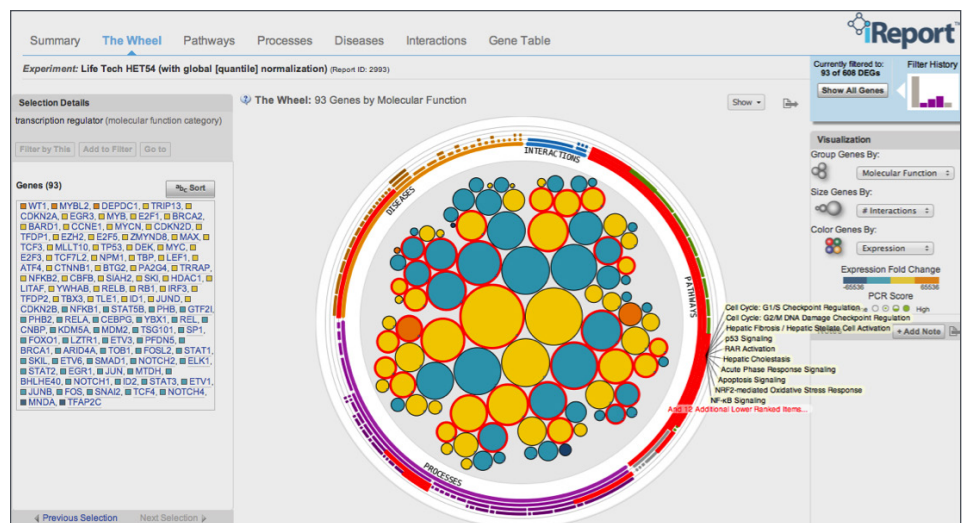 iReport™
Summary The Wheel Pathways Processes Diseases Interactions Gene Table
Experiment: Life Tech HET54 (with global [quantile] normalization) (Report ID: 2993)
Currently filtered to:
93 of 608 DEGs
Show All Genes
Filter History
Selection Details
transcription regulator (molecular function category)
Filter by This Add to Filter Go to
Genes (93)
Sort
WT1, MYBL2, DEPDC1, TRIP13,
CDKN2A, EGR3, MYB, E2F1, BRCA2,
BARD1, CCNE1, MYCN, CDKN2D,
TFDP1, EZH2, E2F5, ZMYND8, MAX,
TCF3, MLLT10, TP53, DEK, MYC,
E2F3, TCF7L2, NPM1, TBP, LEF1,
ATF4, CTNNB1, BTG2, PA2G4, TRRAP,
NFKB2, CBFB, SIAH2, SKI, HDAC1,
LITAF, YWHAB, RELB, RB1, IRF3,
TFDP2, TBX3, TLE1, ID1, JUND,
CDKN2B, NFKB1, STAT5B, PHB, GTF2I,
PHB2, RELA, CEBPG, YBX1, REL,
CNBP, KDM5A, MDM2, TSG101, SP1,
FOXO1, LZTR1, ETV3, PFDN5,
BRCA1, ARID4A, TOB1, FOSL2, STAT1,
SKIL, ETV6, SMAD1, NOTCH2, ELK1,
STAT2, EGR1, JUN, MTDH,
BHLHE40, NOTCH1, ID2, STAT3, ETV1,
JUNB, FOS, SNAI2, TCF4, NOTCH4,
MNDA, TFAP2C
Previous Selection Next Selection
The Wheel: 93 Genes by Molecular Function
Show
INTERACTIONS
DISEASES
PATHWAYS
PROCESSES
Cell Cycle: G1/S Checkpoint Regulation
Cell Cycle: G2/M DNA Damage Checkpoint Regulation
Hepatic Fibrosis / Hepatic Stellate Cell Activation
p53 Signaling
RAR Activation
Hepatic Cholestasis
Acute Phase Response Signaling
Apoptosis Signaling
NRF2-mediated Oxidative Stress Response
NF-κB Signaling
And 12 Additional Lower Ranked Items...
Visualization
Group Genes By:
Molecular Function
Size Genes By:
# Interactions
Color Genes By:
Expression
Expression Fold Change
-65536 65536
PCR Score
High
+ Add Note